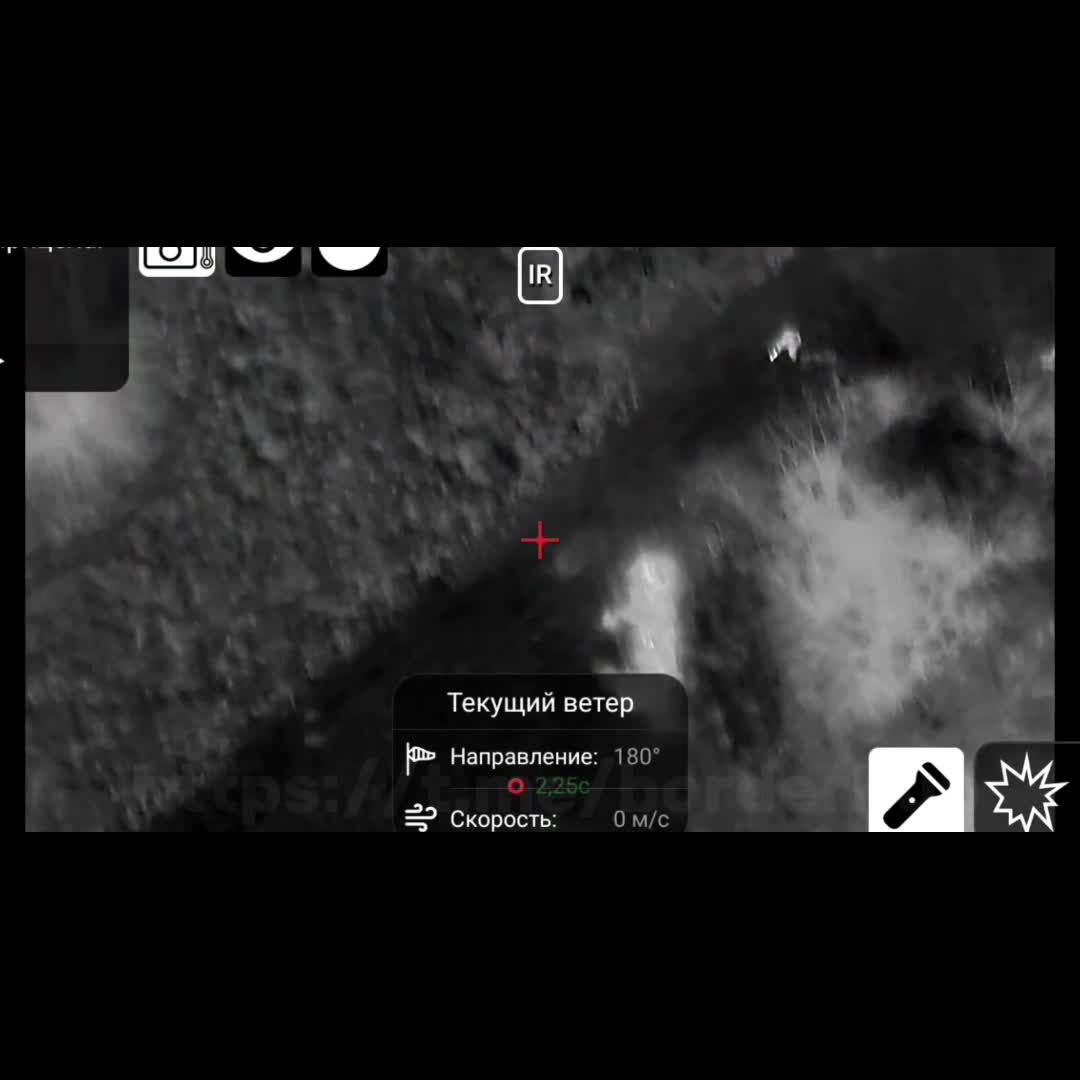 IR
Текущий ветер
Направление: 180°
2,25с
Скорость: 0 м/с